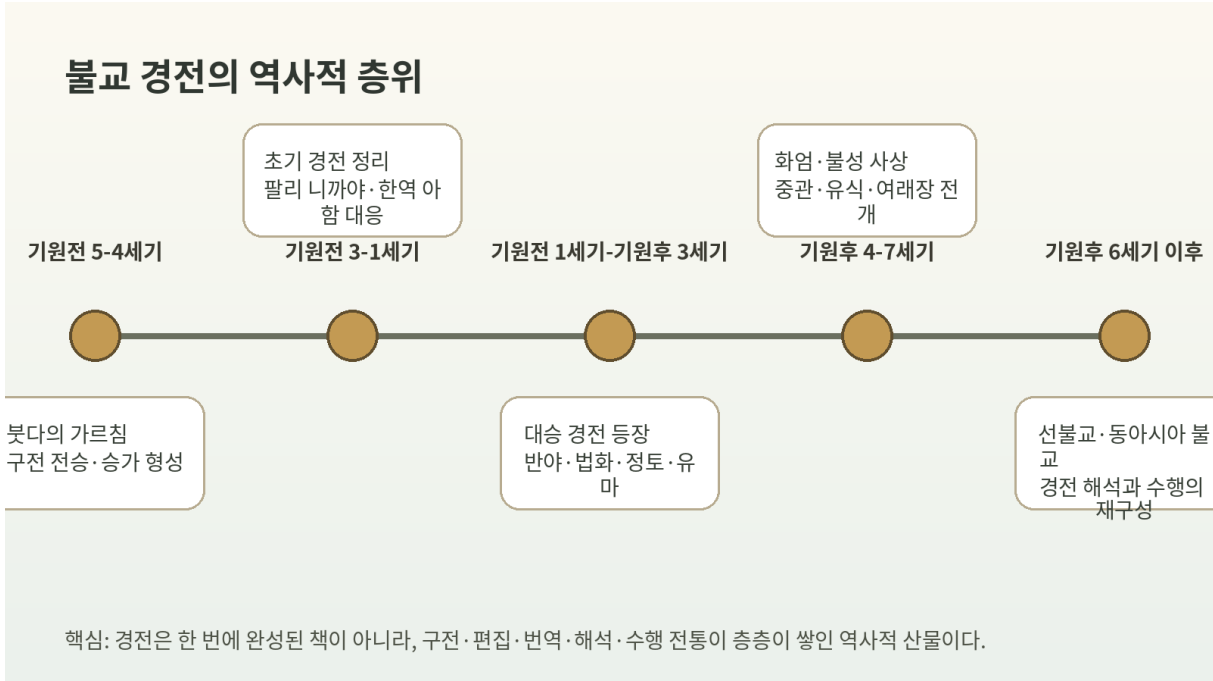 불교 경전의 역사적 층위
초기 경전 정리
팔리 니까야·한역 아
함 대응
화엄·불성 사상
중관·유식·여래장 전
개
기원전 5-4세기
기원전 3-1세기
기원전 1세기-기원후 3세기
기원후 4-7세기
기원후 6세기 이후
붓다의 가르침
구전 전승·승가 형성
대승 경전 등장
반야·법화·정토·유
마
선불교·동아시아 불
교
경전 해석과 수행의
재구성
핵심: 경전은 한 번에 완성된 책이 아니라, 구전·편집·번역·해석·수행 전통이 층층이 쌓인 역사적 산물이다.